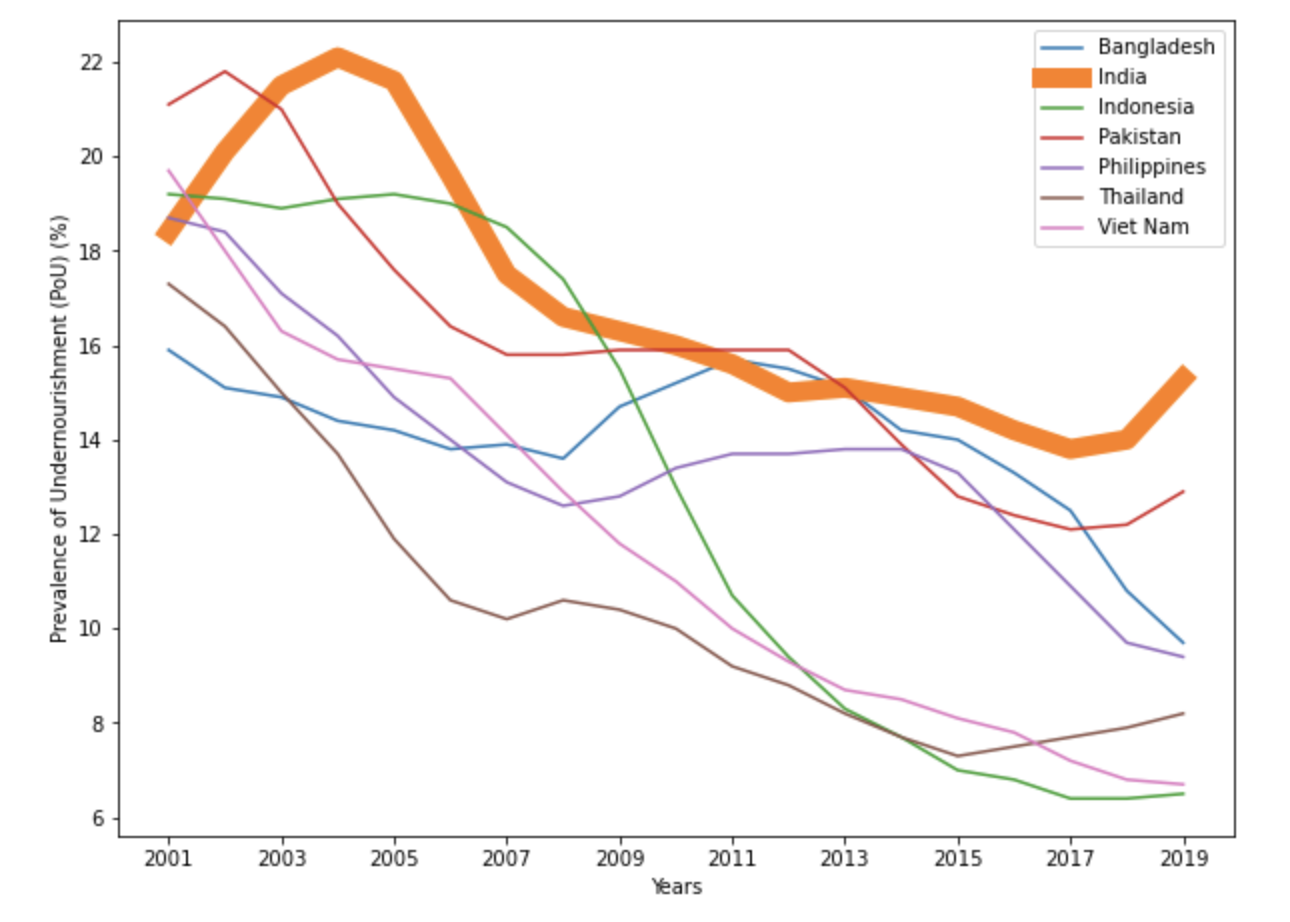 Bangladesh
India
Indonesia
Pakistan
Philippines
Thailand
Viet Nam
Prevalence of Undernourishment (PoU) (%)
22
20
18
16
14
12
10
8
6
2001 2003 2005 2007 2009 2011 2013 2015 2017 2019
Years